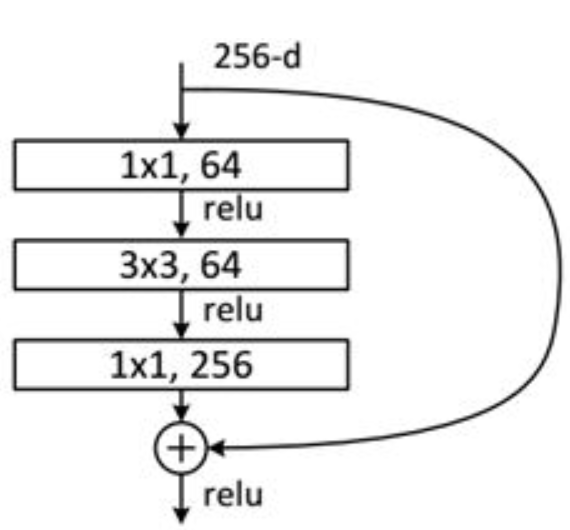 256-d
1x1, 64
relu
3x3, 64
relu
1x1, 256
+
relu